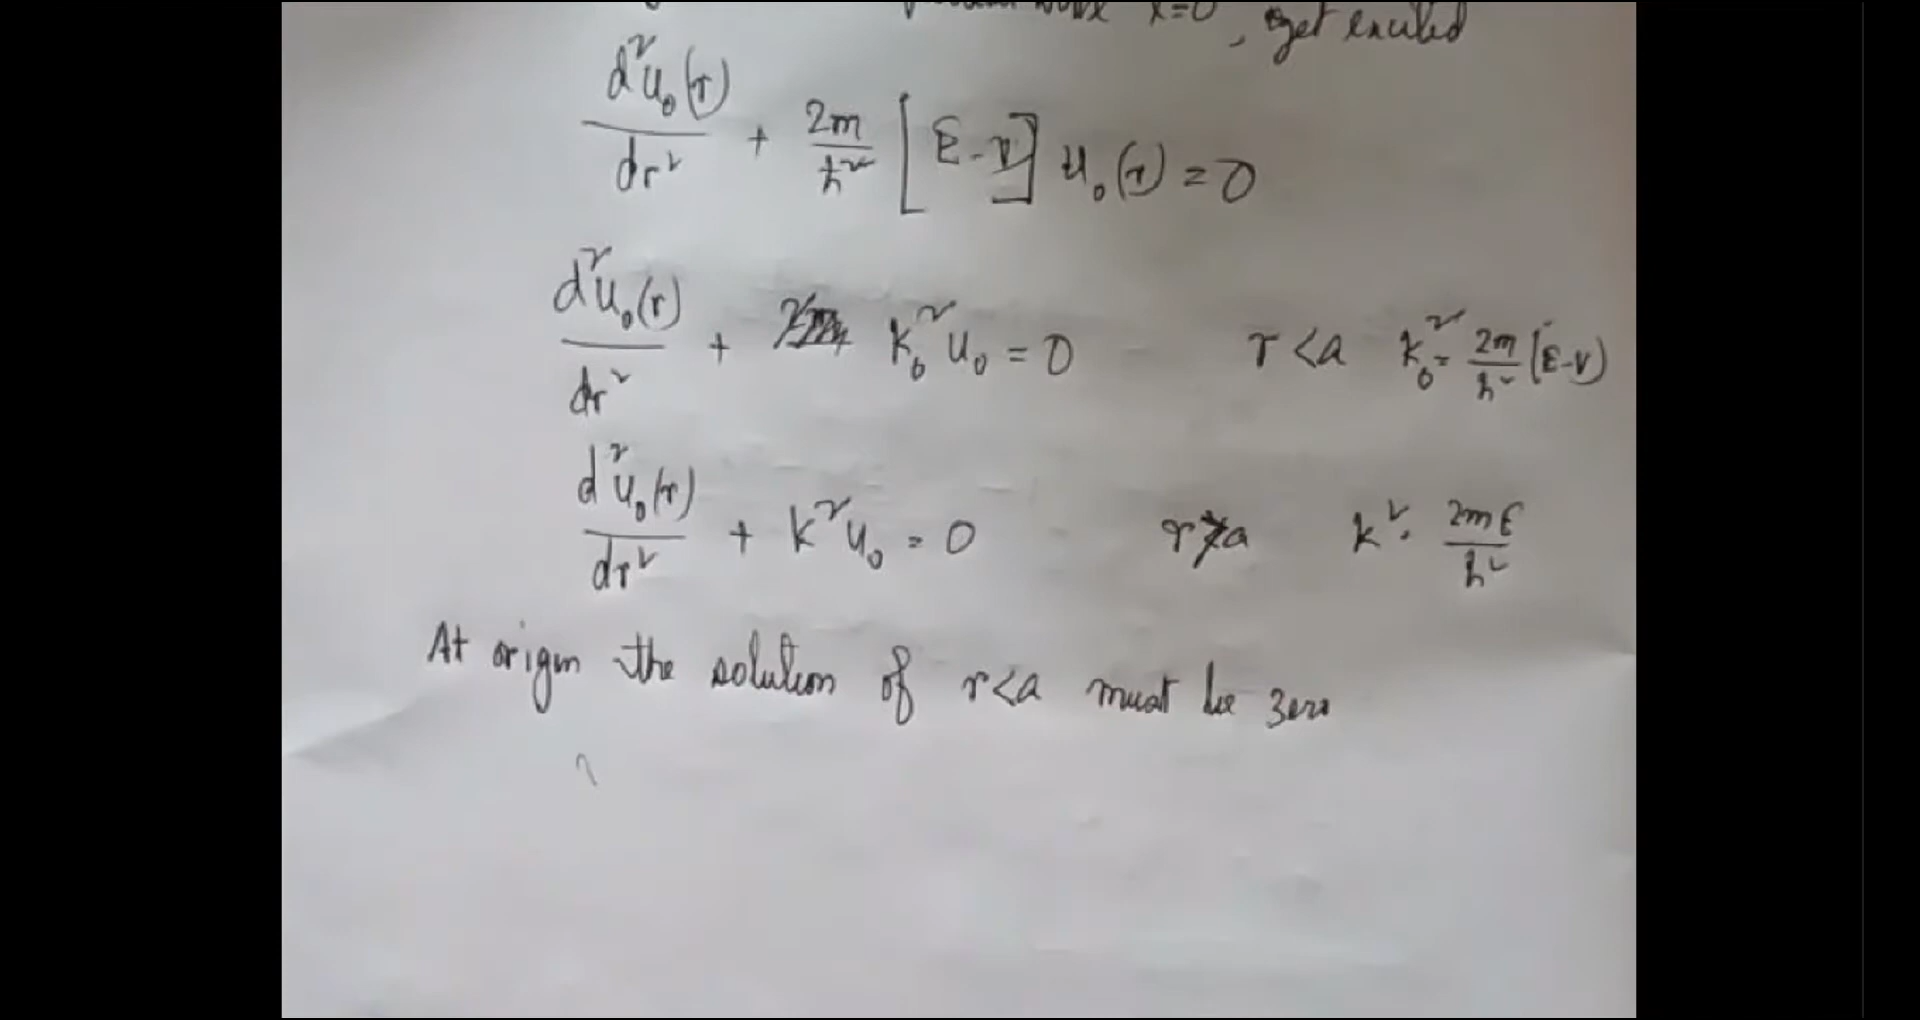 x=0, get excited
d²u₀(r)/dr² + 2m/ħ² [E-V] u₀(r) = 0
d²u₀(r)/dr² + k₀² u₀ = 0 r<a k₀² = 2m/ħ² (E-V)
d²u₀(r)/dr² + k² u₀ = 0 r>a k² = 2mE/ħ²
At origin the solution of r<a must be zero